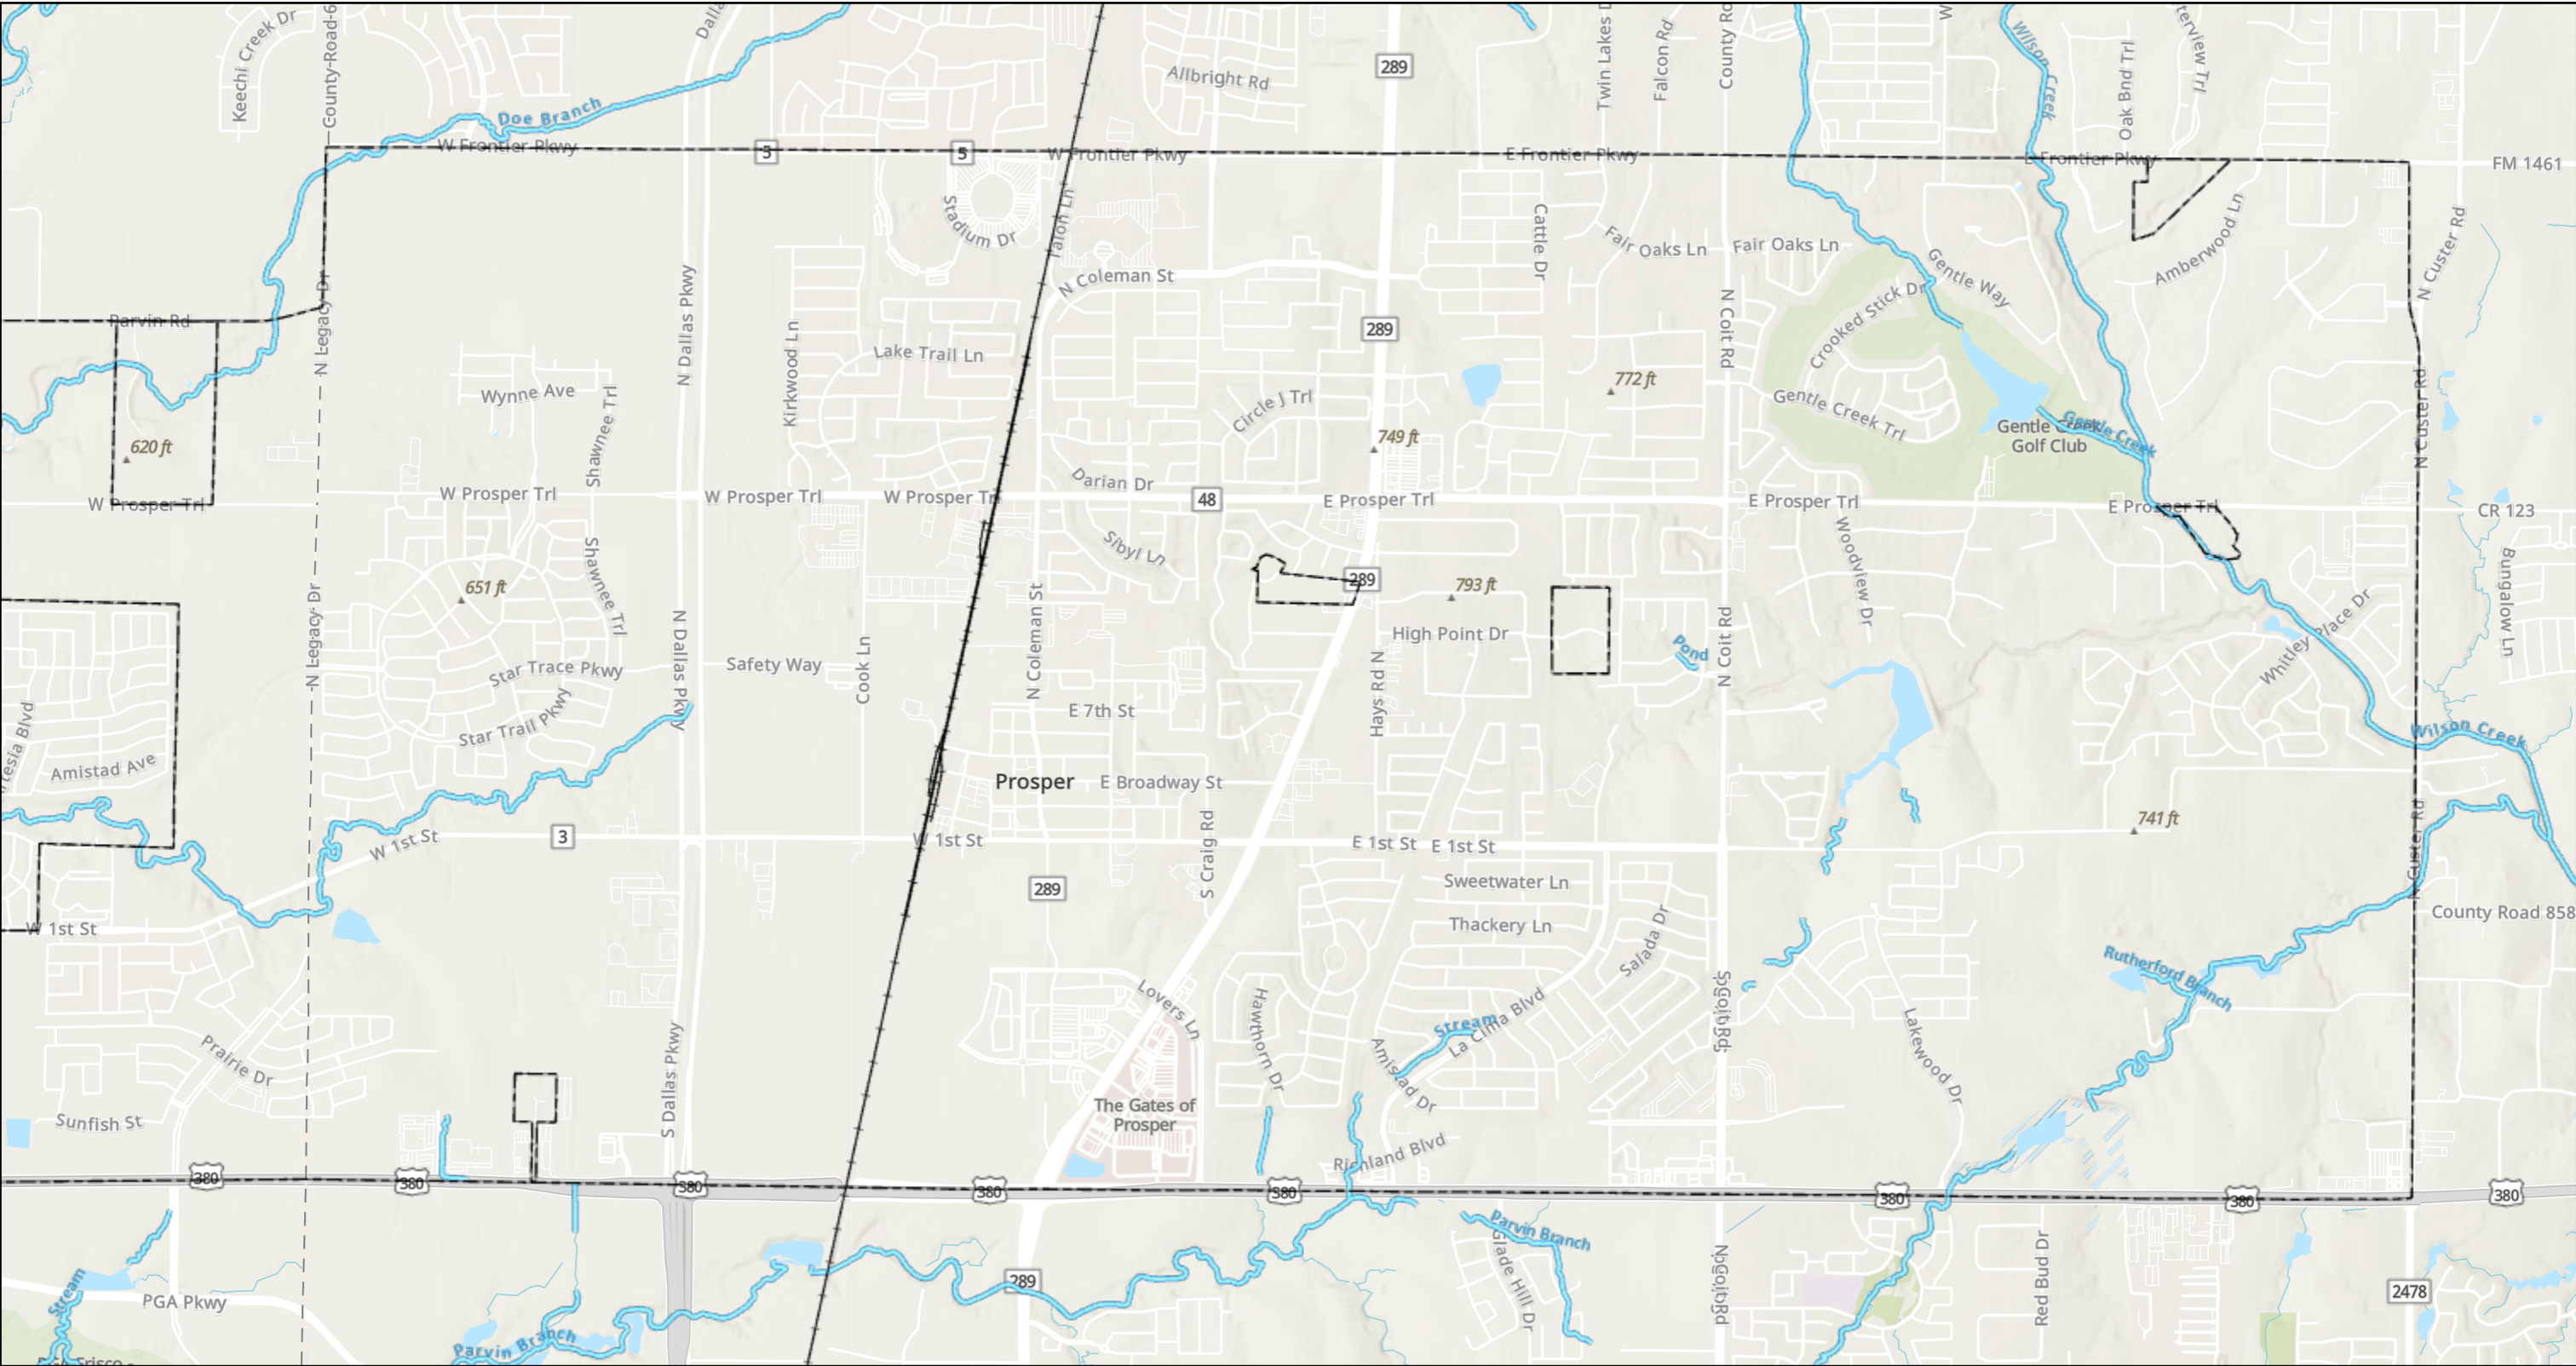 Keechi Creek Dr
County-Road-6
Dalla
289
Allbright Rd
Twin Lakes D
Falcon Rd
County Ro
W
Wilson Creek
Oak Bnd Trl
terview Trl
Doe Branch
W Frontier Pkwy
5
5
W Frontier Pkwy
E Frontier Pkwy
E Frontier Pkwy
FM 1461
Stadium Dr
Talon Ln
Cattle Dr
Fair Oaks Ln
Fair Oaks Ln
Gentle Way
Amberwood Ln
N Custer Rd
N Coleman St
N Legacy Dr
Parvin Rd
N Dallas Pkwy
Kirkwood Ln
Lake Trail Ln
289
N Coit Rd
Crooked Stick Dr
Wynne Ave
Shawnee Trl
Circle J Trl
772 ft
Gentle Creek Trl
Gentle Creek
Golf Club
Gentle Creek
N Custer Rd
620 ft
749 ft
Darian Dr
W Prosper Trl
W Prosper Trl
W Prosper Trl
W Prosper Trl
48
E Prosper Trl
E Prosper Trl
E Prosper Trl
CR 123
Sibyl Ln
Woodview Dr
Bungalow Ln
Shawnee Trl
651 ft
289
793 ft
N Legacy Dr
N Coleman St
High Point Dr
Pond
N Coit Rd
Whitley Place Dr
Star Trace Pkwy
N Dallas Pkwy
Safety Way
Cook Ln
Hays Rd N
E 7th St
Star Trail Pkwy
tesia Blvd
Amistad Ave
Wilson Creek
Prosper
E Broadway St
741 ft
3
W 1st St
W 1st St
S Craig Rd
E 1st St
E 1st St
N Custer Rd
289
Sweetwater Ln
Thackery Ln
Salada Dr
County Road 858
W 1st St
Rutherford Branch
Lovers Ln
Hawthorn Dr
Stream
La Cima Blvd
Lakewood Dr
Prairie Dr
S Dallas Pkwy
Amistad Dr
The Gates of
Prosper
Sunfish St
Richland Blvd
380
380
380
380
380
380
380
380
Parvin Branch
Glade Hill Dr
Red Bud Dr
Stream
PGA Pkwy
289
2478
Parvin Branch